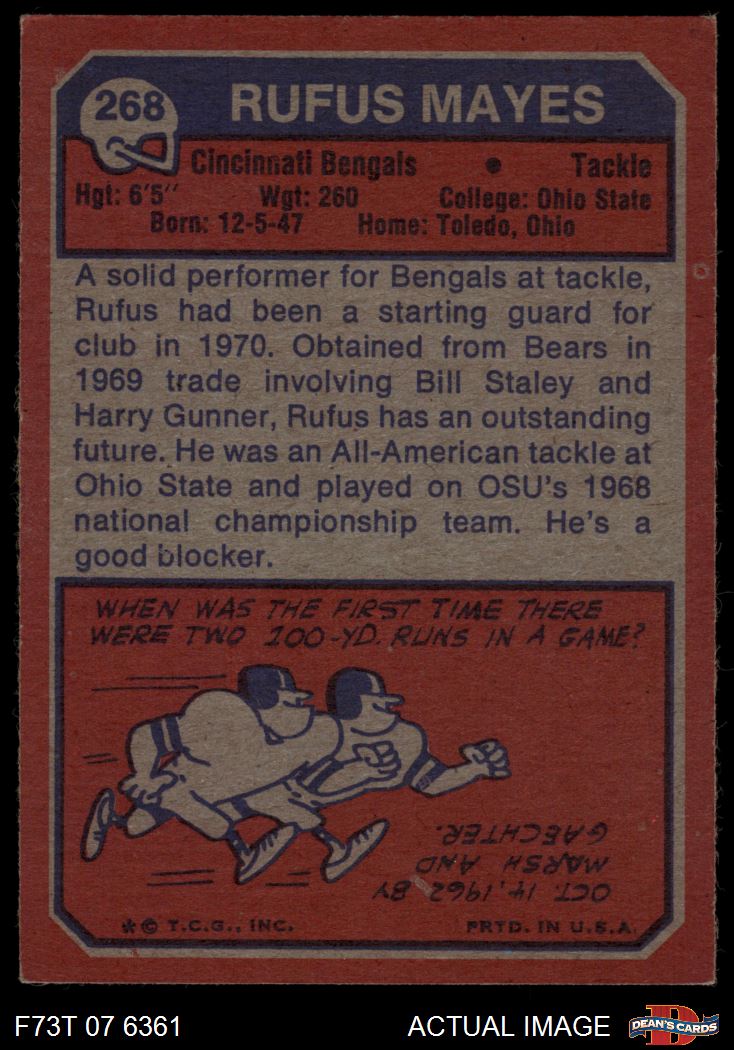 268 RUFUS MAYES
Cincinnati Bengals • Tackle
Hgt: 6'5" Wgt: 260 College: Ohio State
Born: 12-5-47 Home: Toledo, Ohio
A solid performer for Bengals at tackle,
Rufus had been a starting guard for
club in 1970. Obtained from Bears in
1969 trade involving Bill Staley and
Harry Gunner, Rufus has an outstanding
future. He was an All-American tackle at
Ohio State and played on OSU's 1968
national championship team. He's a
good blocker.
WHEN WAS THE FIRST TIME THERE
WERE TWO 100-YD. RUNS IN A GAME?
OCT. 14, 1962 BY
MARSH AND
GAECHTER.
* © T.C.G., INC. PRTD. IN U.S.A.
F73T 07 6361 ACTUAL IMAGE
D
DEAN'S CARDS